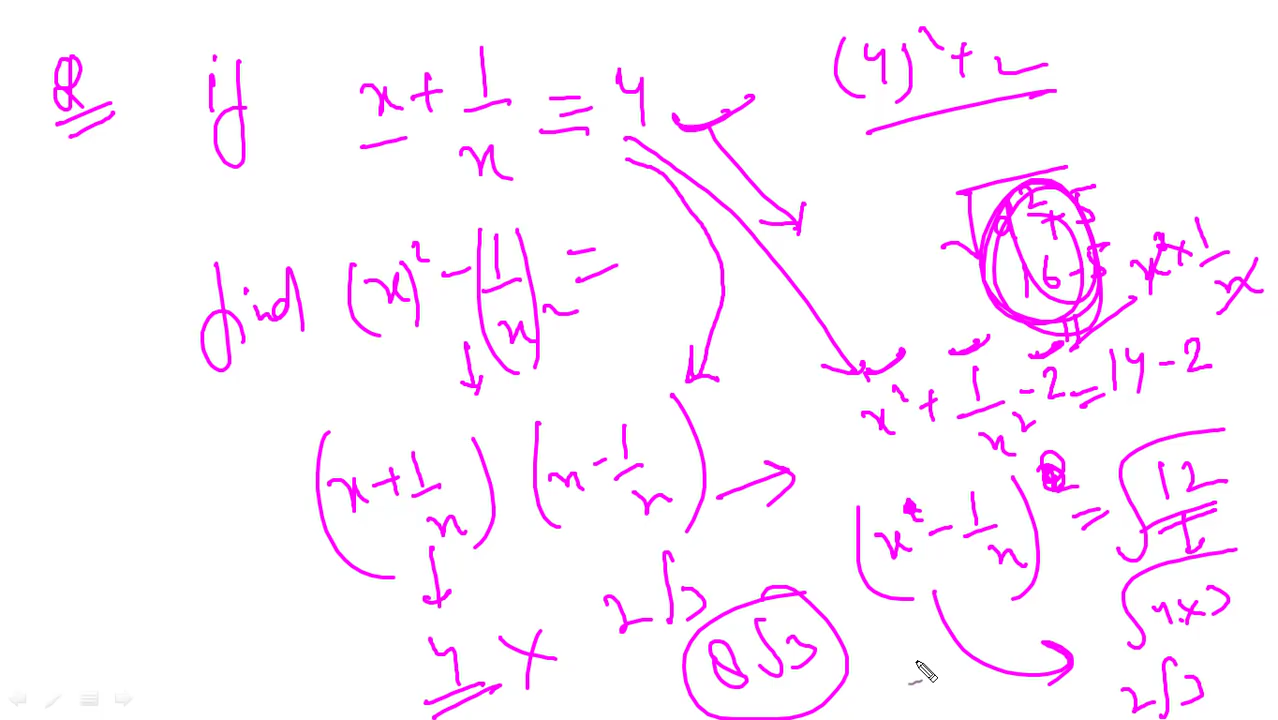 Q if x + 1/x = 4
(4)² + 2
find (x)² - (1/x)² =
x² + 1/x
x² + 1/x² - 2 = 14 - 2
(x + 1/x) (x - 1/x) →
(x - 1/x)² = √12
√4×3
4 × 2√3
8√3
2√3